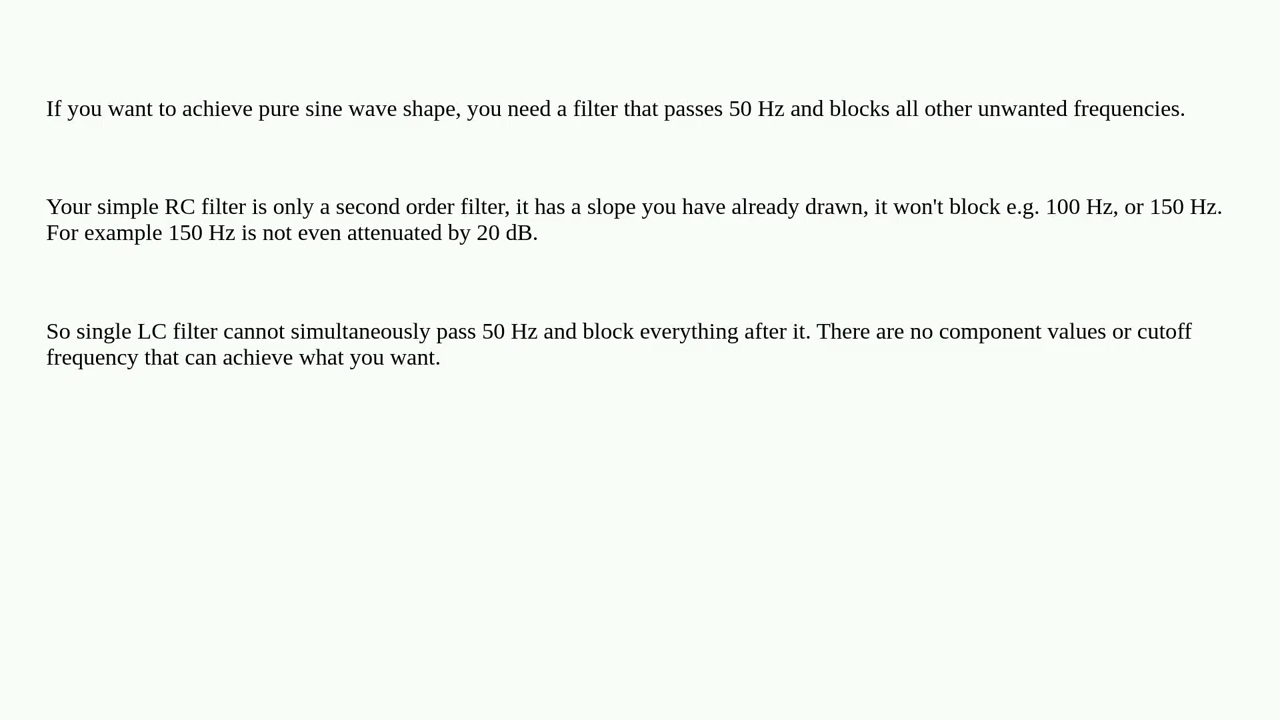 If you want to achieve pure sine wave shape, you need a filter that passes 50 Hz and blocks all other unwanted frequencies.
Your simple RC filter is only a second order filter, it has a slope you have already drawn, it won't block e.g. 100 Hz, or 150 Hz.
For example 150 Hz is not even attenuated by 20 dB.
So single LC filter cannot simultaneously pass 50 Hz and block everything after it. There are no component values or cutoff
frequency that can achieve what you want.